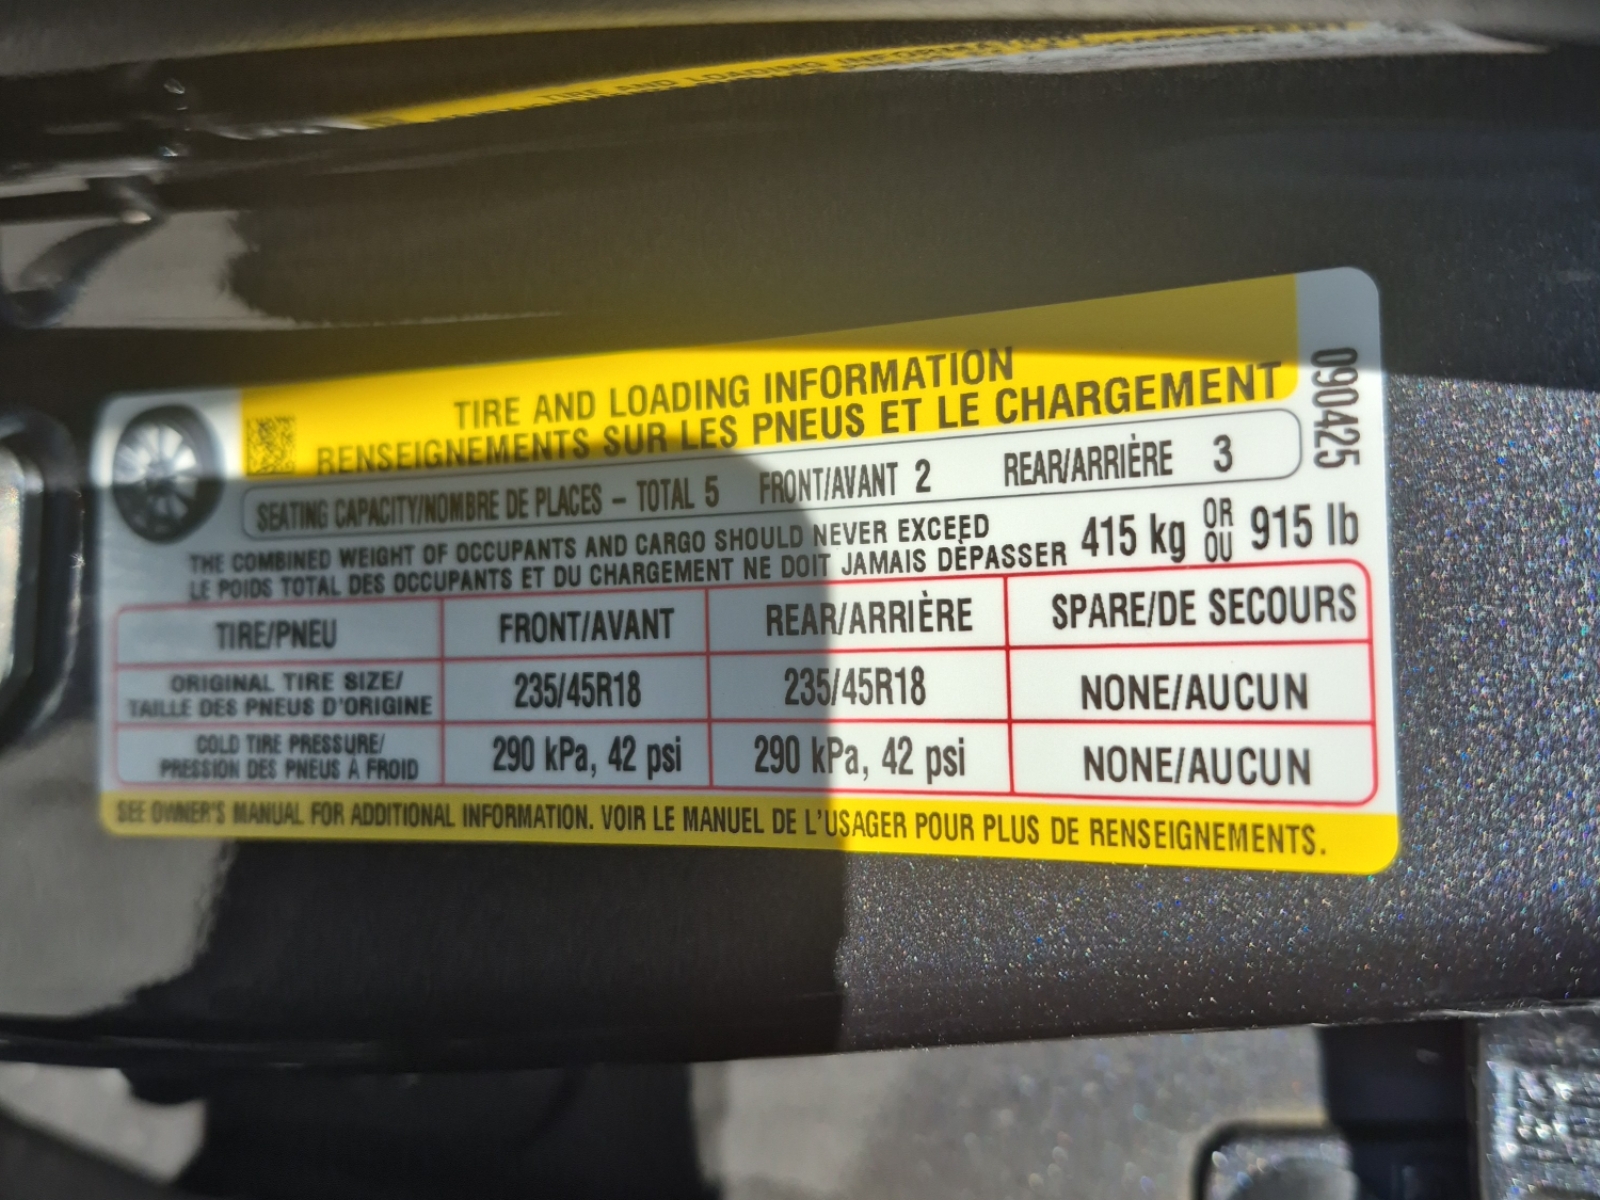 TIRE AND LOADING INFORMATION
RENSEIGNEMENTS SUR LES PNEUS ET LE CHARGEMENT
090425
SEATING CAPACITY/NOMBRE DE PLACES – TOTAL 5 FRONT/AVANT 2 REAR/ARRIÈRE 3
THE COMBINED WEIGHT OF OCCUPANTS AND CARGO SHOULD NEVER EXCEED
LE POIDS TOTAL DES OCCUPANTS ET DU CHARGEMENT NE DOIT JAMAIS DÉPASSER
415 kg OR OU 915 lb
TIRE/PNEU FRONT/AVANT REAR/ARRIÈRE SPARE/DE SECOURS
ORIGINAL TIRE SIZE/
TAILLE DES PNEUS D'ORIGINE
235/45R18 235/45R18 NONE/AUCUN
COLD TIRE PRESSURE/
PRESSION DES PNEUS À FROID
290 kPa, 42 psi 290 kPa, 42 psi NONE/AUCUN
SEE OWNER'S MANUAL FOR ADDITIONAL INFORMATION. VOIR LE MANUEL DE L'USAGER POUR PLUS DE RENSEIGNEMENTS.